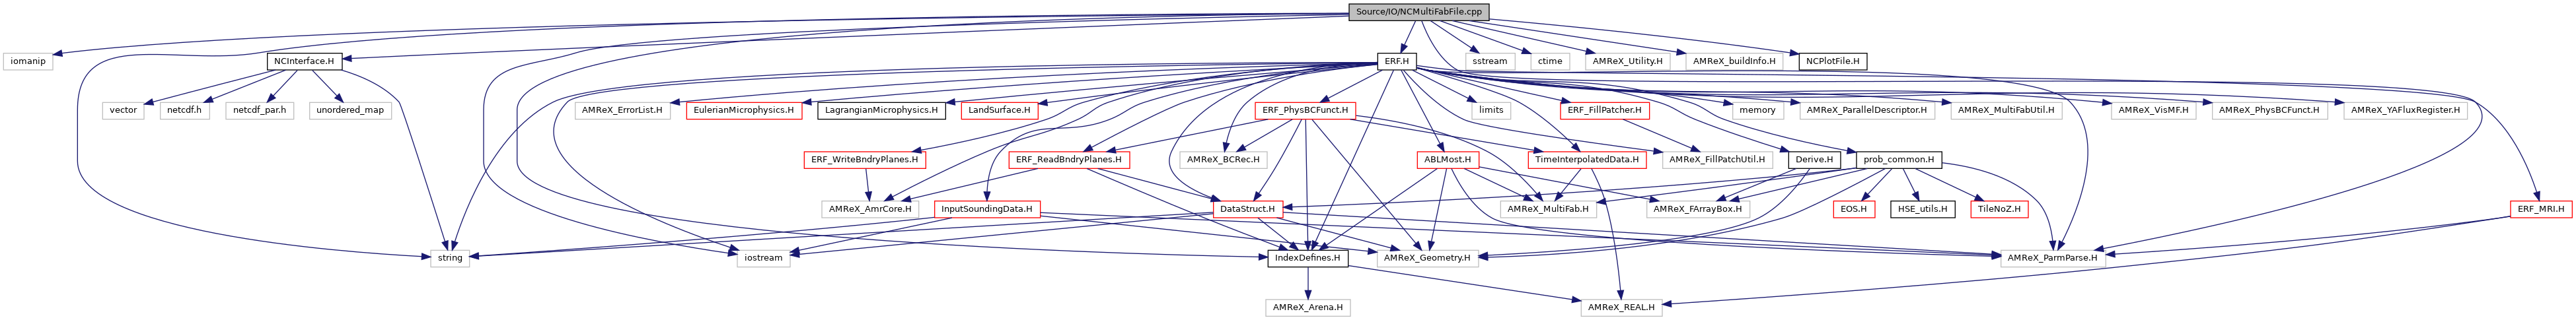 Source/IO/NCMultiFabFile.cpp
iomanip
NCInterface.H
ERF.H
sstream
ctime
AMReX_Utility.H
AMReX_buildInfo.H
NCPlotFile.H
vector
netcdf.h
netcdf_par.h
unordered_map
AMReX_ErrorList.H
EulerianMicrophysics.H
LagrangianMicrophysics.H
LandSurface.H
ERF_PhysBCFunct.H
limits
ERF_FillPatcher.H
memory
AMReX_ParallelDescriptor.H
AMReX_MultiFabUtil.H
AMReX_VisMF.H
AMReX_PhysBCFunct.H
AMReX_YAFluxRegister.H
ERF_WriteBndryPlanes.H
ERF_ReadBndryPlanes.H
AMReX_BCRec.H
ABLMost.H
TimeInterpolatedData.H
AMReX_FillPatchUtil.H
Derive.H
prob_common.H
AMReX_AmrCore.H
InputSoundingData.H
DataStruct.H
AMReX_MultiFab.H
AMReX_FArrayBox.H
EOS.H
HSE_utils.H
TileNoZ.H
ERF_MRI.H
string
iostream
IndexDefines.H
AMReX_Geometry.H
AMReX_ParmParse.H
AMReX_Arena.H
AMReX_REAL.H